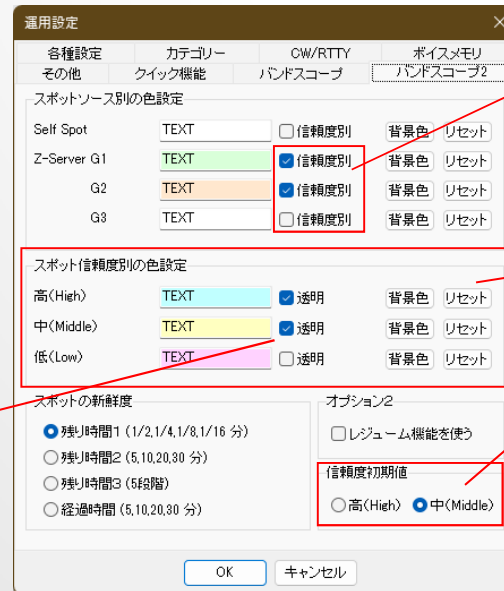 運用設定
各種設定 カテゴリー CW/RTTY ボイスメモリ
その他 クイック機能 バンドスコープ バンドスコープ2
スポットソース別の色設定
Self Spot TEXT 信頼度別 背景色 リセット
Z-Server G1 TEXT 信頼度別 背景色 リセット
G2 TEXT 信頼度別 背景色 リセット
G3 TEXT 信頼度別 背景色 リセット
スポット信頼度別の色設定
高(High) TEXT 透明 背景色 リセット
中(Middle) TEXT 透明 背景色 リセット
低(Low) TEXT 透明 背景色 リセット
スポットの新鮮度 オプション2
残り時間1 (1/2,1/4,1/8,1/16 分) レジューム機能を使う
残り時間2 (5,10,20,30 分)
残り時間3 (5段階) 信頼度初期値
経過時間 (5,10,20,30 分) 高(High) 中(Middle)
OK キャンセル